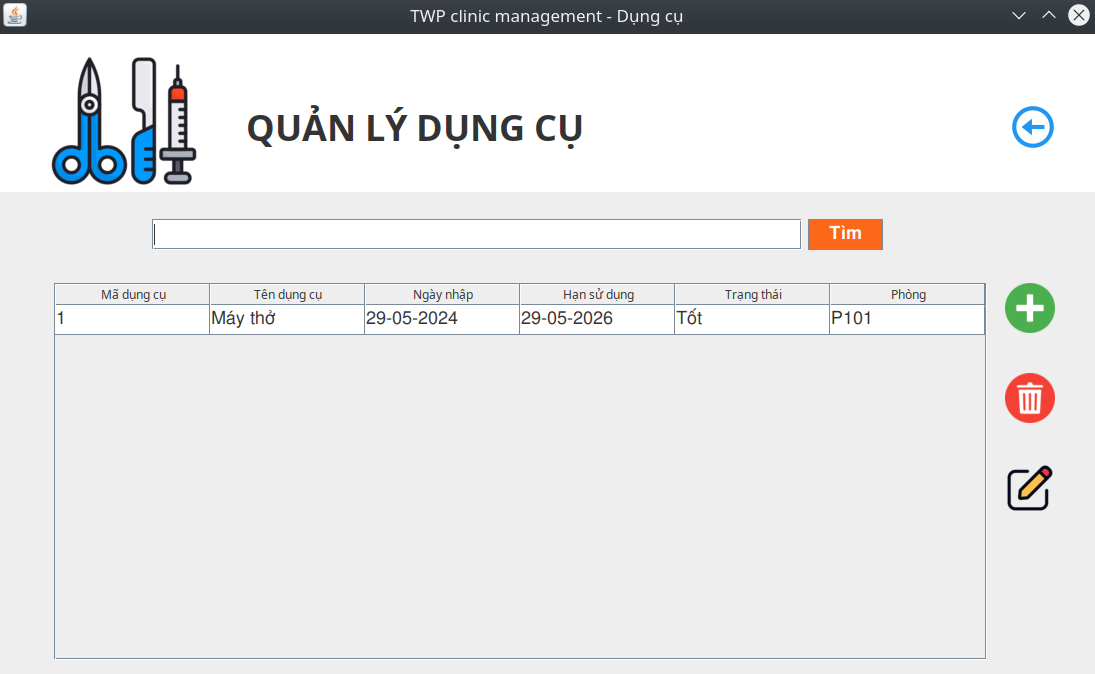 TWP clinic management - Dụng cụ
QUẢN LÝ DỤNG CỤ
Tìm
Mã dụng cụ Tên dụng cụ Ngày nhập Hạn sử dụng Trạng thái Phòng
1 Máy thở 29-05-2024 29-05-2026 Tốt P101